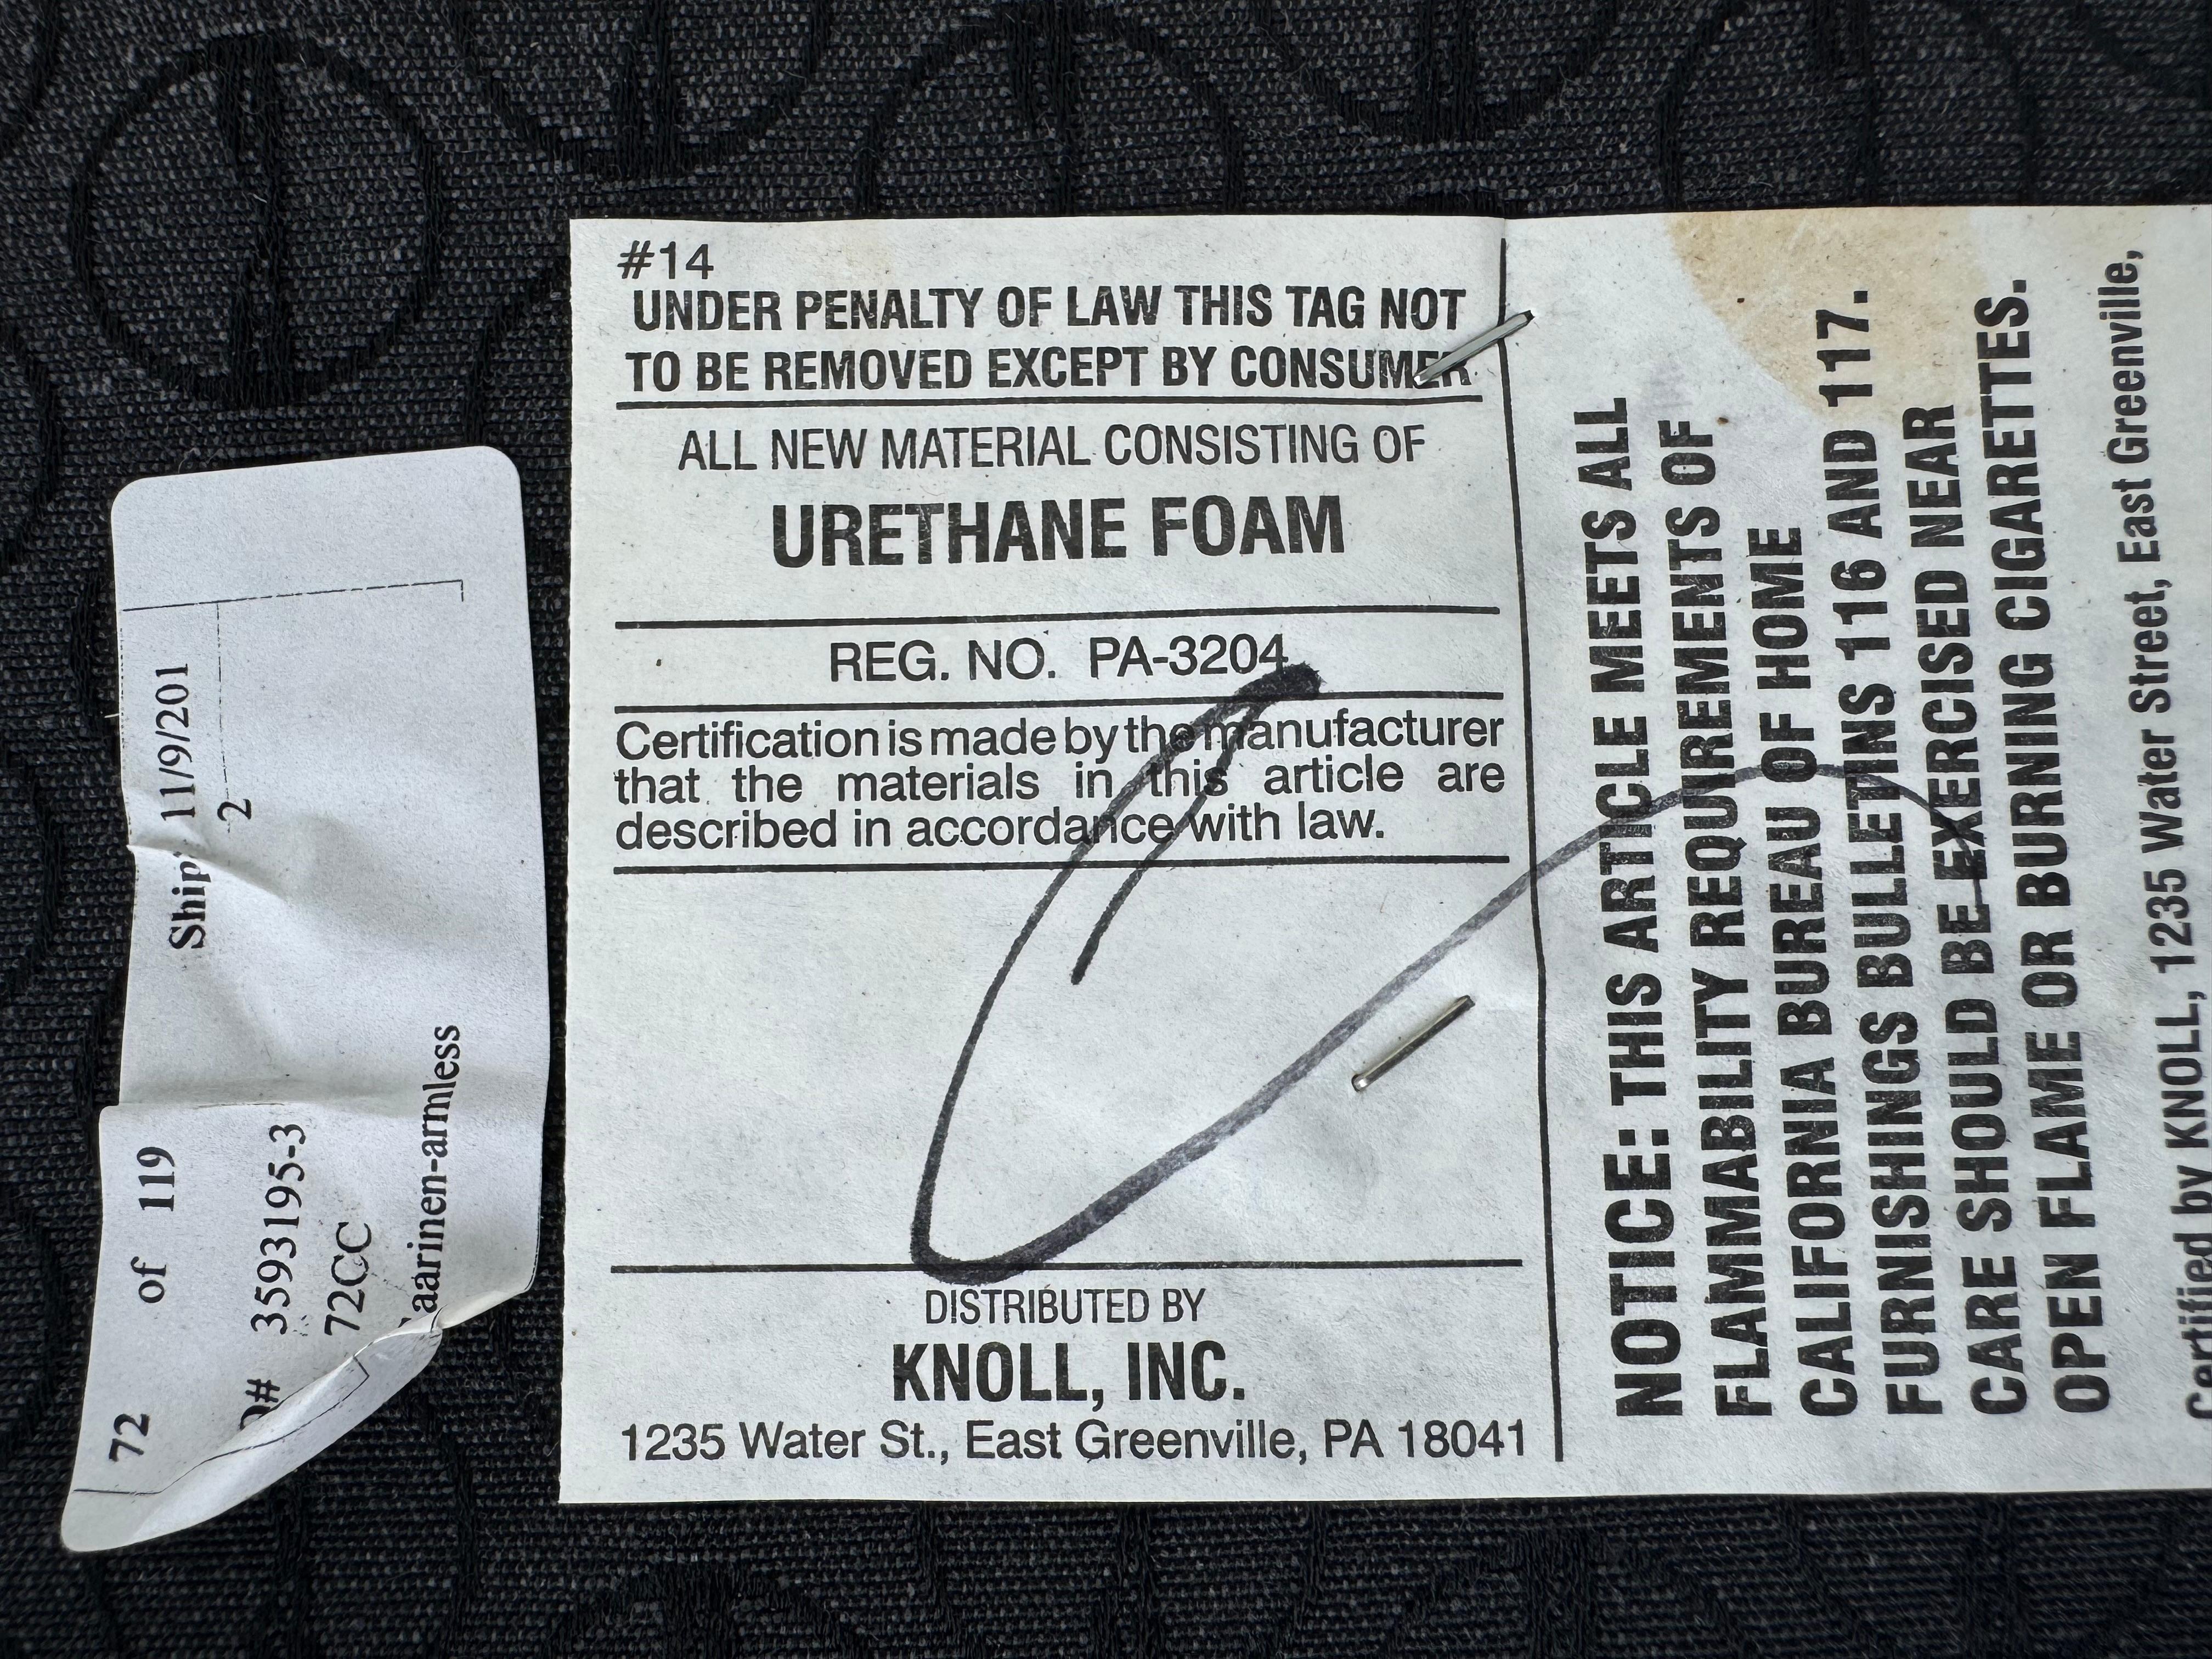 72 of 119 Ship 11/9/201
2
# 3593195-3
72CC
aarinen-armless
#14
UNDER PENALTY OF LAW THIS TAG NOT
TO BE REMOVED EXCEPT BY CONSUMER
ALL NEW MATERIAL CONSISTING OF
URETHANE FOAM
REG. NO. PA-3204
Certification is made by the manufacturer
that the materials in this article are
described in accordance with law.
DISTRIBUTED BY
KNOLL, INC.
1235 Water St., East Greenville, PA 18041
NOTICE: THIS ARTICLE MEETS ALL
FLAMMABILITY REQUIREMENTS OF
CALIFORNIA BUREAU OF HOME
FURNISHINGS BULLETINS 116 AND 117.
CARE SHOULD BE EXERCISED NEAR
OPEN FLAME OR BURNING CIGARETTES.
Certified by KNOLL, 1235 Water Street, East Greenville,